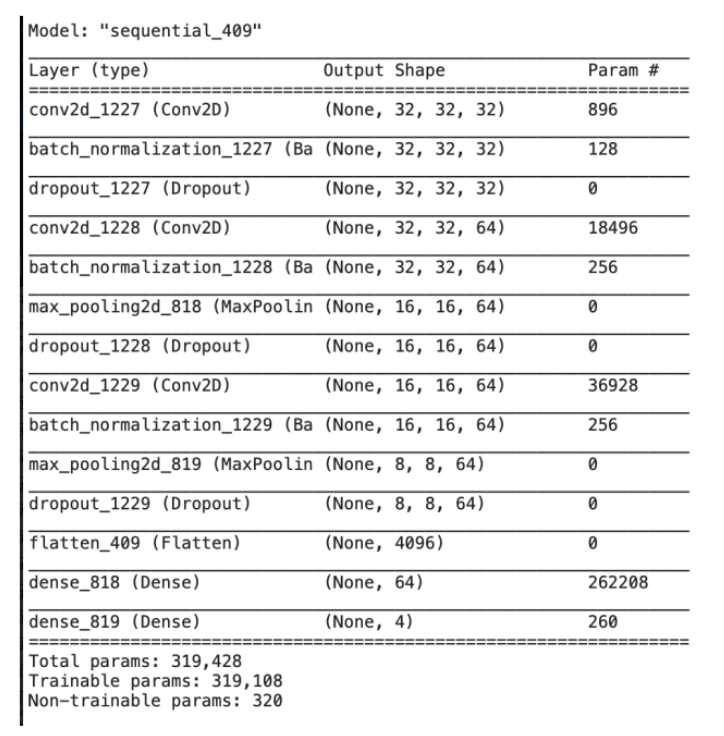 Model: "sequential_409"
Layer (type) Output Shape Param #
conv2d_1227 (Conv2D) (None, 32, 32, 32) 896
batch_normalization_1227 (Ba (None, 32, 32, 32) 128
dropout_1227 (Dropout) (None, 32, 32, 32) 0
conv2d_1228 (Conv2D) (None, 32, 32, 64) 18496
batch_normalization_1228 (Ba (None, 32, 32, 64) 256
max_pooling2d_818 (MaxPoolin (None, 16, 16, 64) 0
dropout_1228 (Dropout) (None, 16, 16, 64) 0
conv2d_1229 (Conv2D) (None, 16, 16, 64) 36928
batch_normalization_1229 (Ba (None, 16, 16, 64) 256
max_pooling2d_819 (MaxPoolin (None, 8, 8, 64) 0
dropout_1229 (Dropout) (None, 8, 8, 64) 0
flatten_409 (Flatten) (None, 4096) 0
dense_818 (Dense) (None, 64) 262208
dense_819 (Dense) (None, 4) 260
Total params: 319,428
Trainable params: 319,108
Non-trainable params: 320